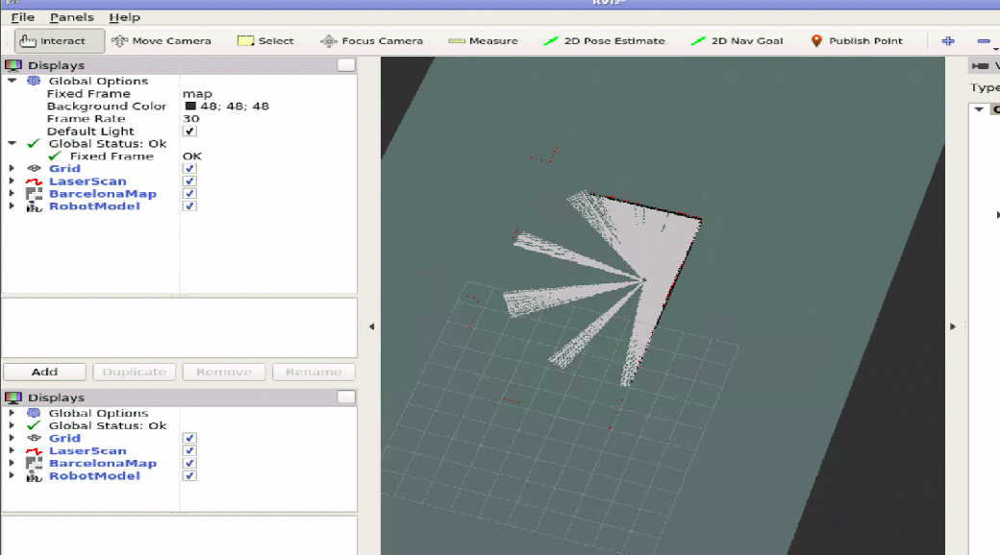 RViz*
File Panels Help
Interact Move Camera Select Focus Camera Measure 2D Pose Estimate 2D Nav Goal Publish Point
Displays
Global Options
Fixed Frame map
Background Color 48; 48; 48
Frame Rate 30
Default Light
Global Status: Ok
Fixed Frame OK
Grid
LaserScan
BarcelonaMap
RobotModel
Add Duplicate Remove Rename
Displays
Global Options
Global Status: Ok
Grid
LaserScan
BarcelonaMap
RobotModel
Type